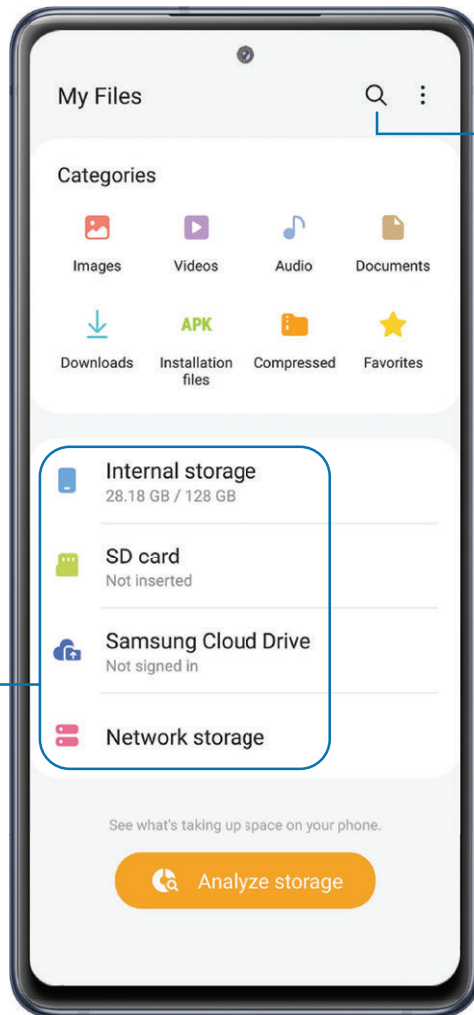 My Files
Categories
Images Videos Audio Documents
APK
Downloads Installation files Compressed Favorites
Internal storage
28.18 GB / 128 GB
SD card
Not inserted
Samsung Cloud Drive
Not signed in
Network storage
See what's taking up space on your phone.
Analyze storage